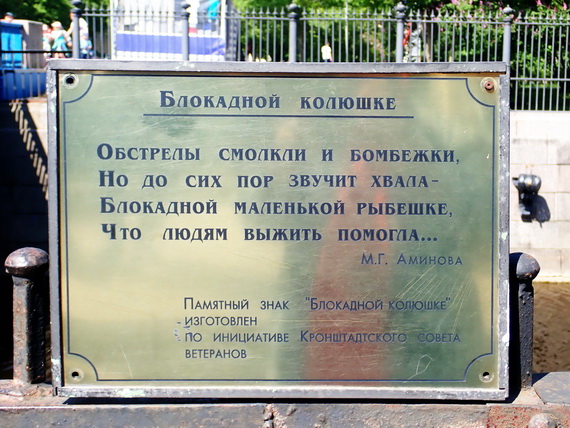 Блокадной колюшке
Обстрелы смолкли и бомбежки,
Но до сих пор звучит хвала-
Блокадной маленькой рыбешке,
Что людям выжить помогла...
М.Г. Аминова
Памятный знак "Блокадной колюшке"
изготовлен
по инициативе Кронштадтского совета
ветеранов